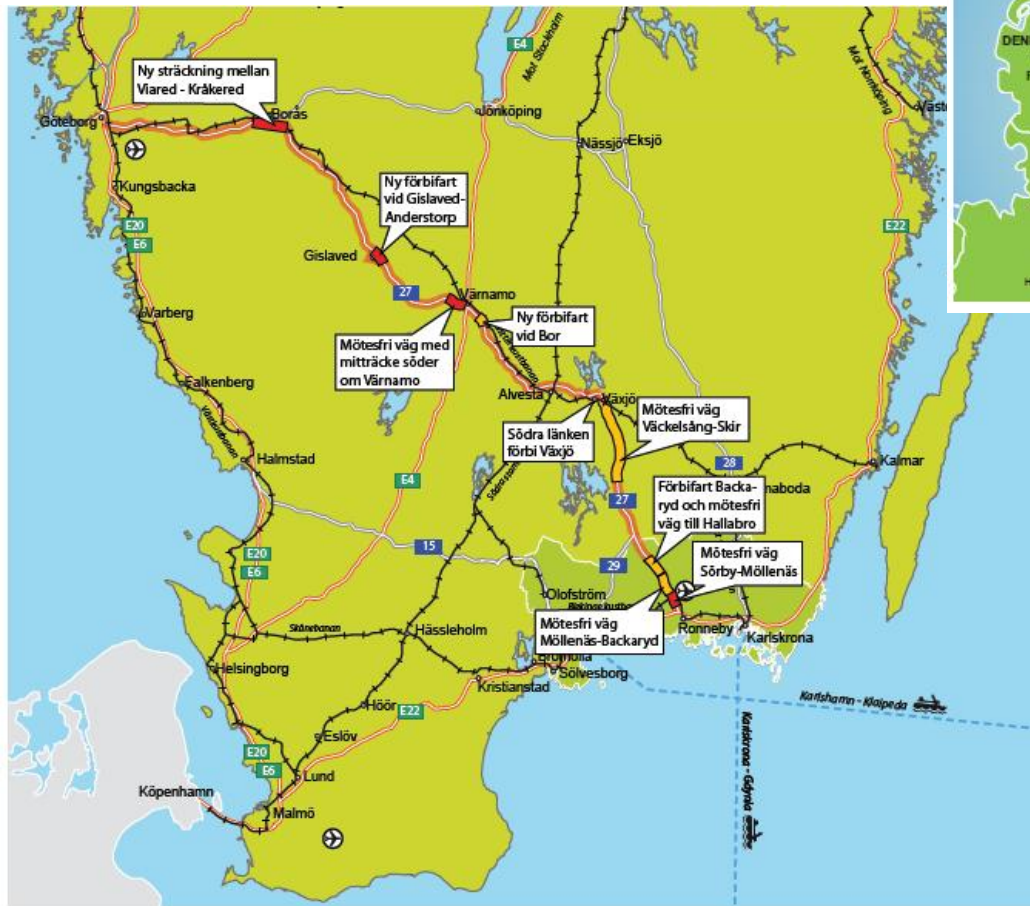 E4
Mot Stockholm
Mot Norrköping
Ny sträckning mellan
Viared - Kråkered
Borås
Göteborg
Jönköping
Nässjö
Eksjö
Kungsbacka
E20
E6
Ny förbifart
vid Gislaved-
Anderstorp
E22
Gislaved
27
Värnamo
Varberg
Ny förbifart
vid Bor
Mötesfri väg med
mitträcke söder
om Värnamo
Falkenberg
Alvesta
Växjö
Mötesfri väg
Väckelsång-Skir
Södra länken
förbi Växjö
Halmstad
28
Kalmar
E4
27
Förbifart Backa-
ryd och mötesfri
väg till Hallabro
maboda
15
E20
E6
29
Mötesfri väg
Sörby-Möllenäs
Olofström
Mötesfri väg
Möllenäs-Backaryd
Skånebanan
Hässleholm
Ronneby
Karlskrona
Helsingborg
Sölvesborg
Kristianstad
Karlshamn - Klaipeda
Höör
E22
Karlskrona - Gdynia
Eslöv
E20
E6
Lund
Köpenhamn
Malmö